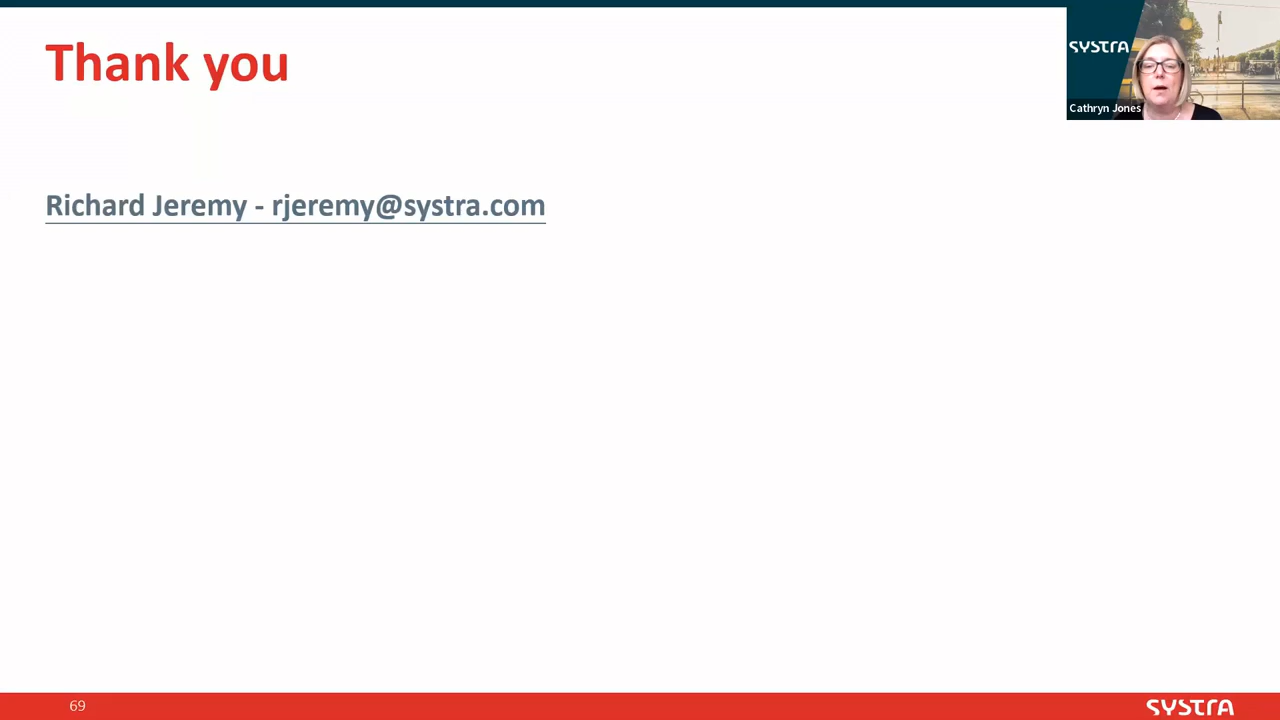 Thank you
SYSTRA
Cathryn Jones
Richard Jeremy - rjeremy@systra.com
69
SYSTRA